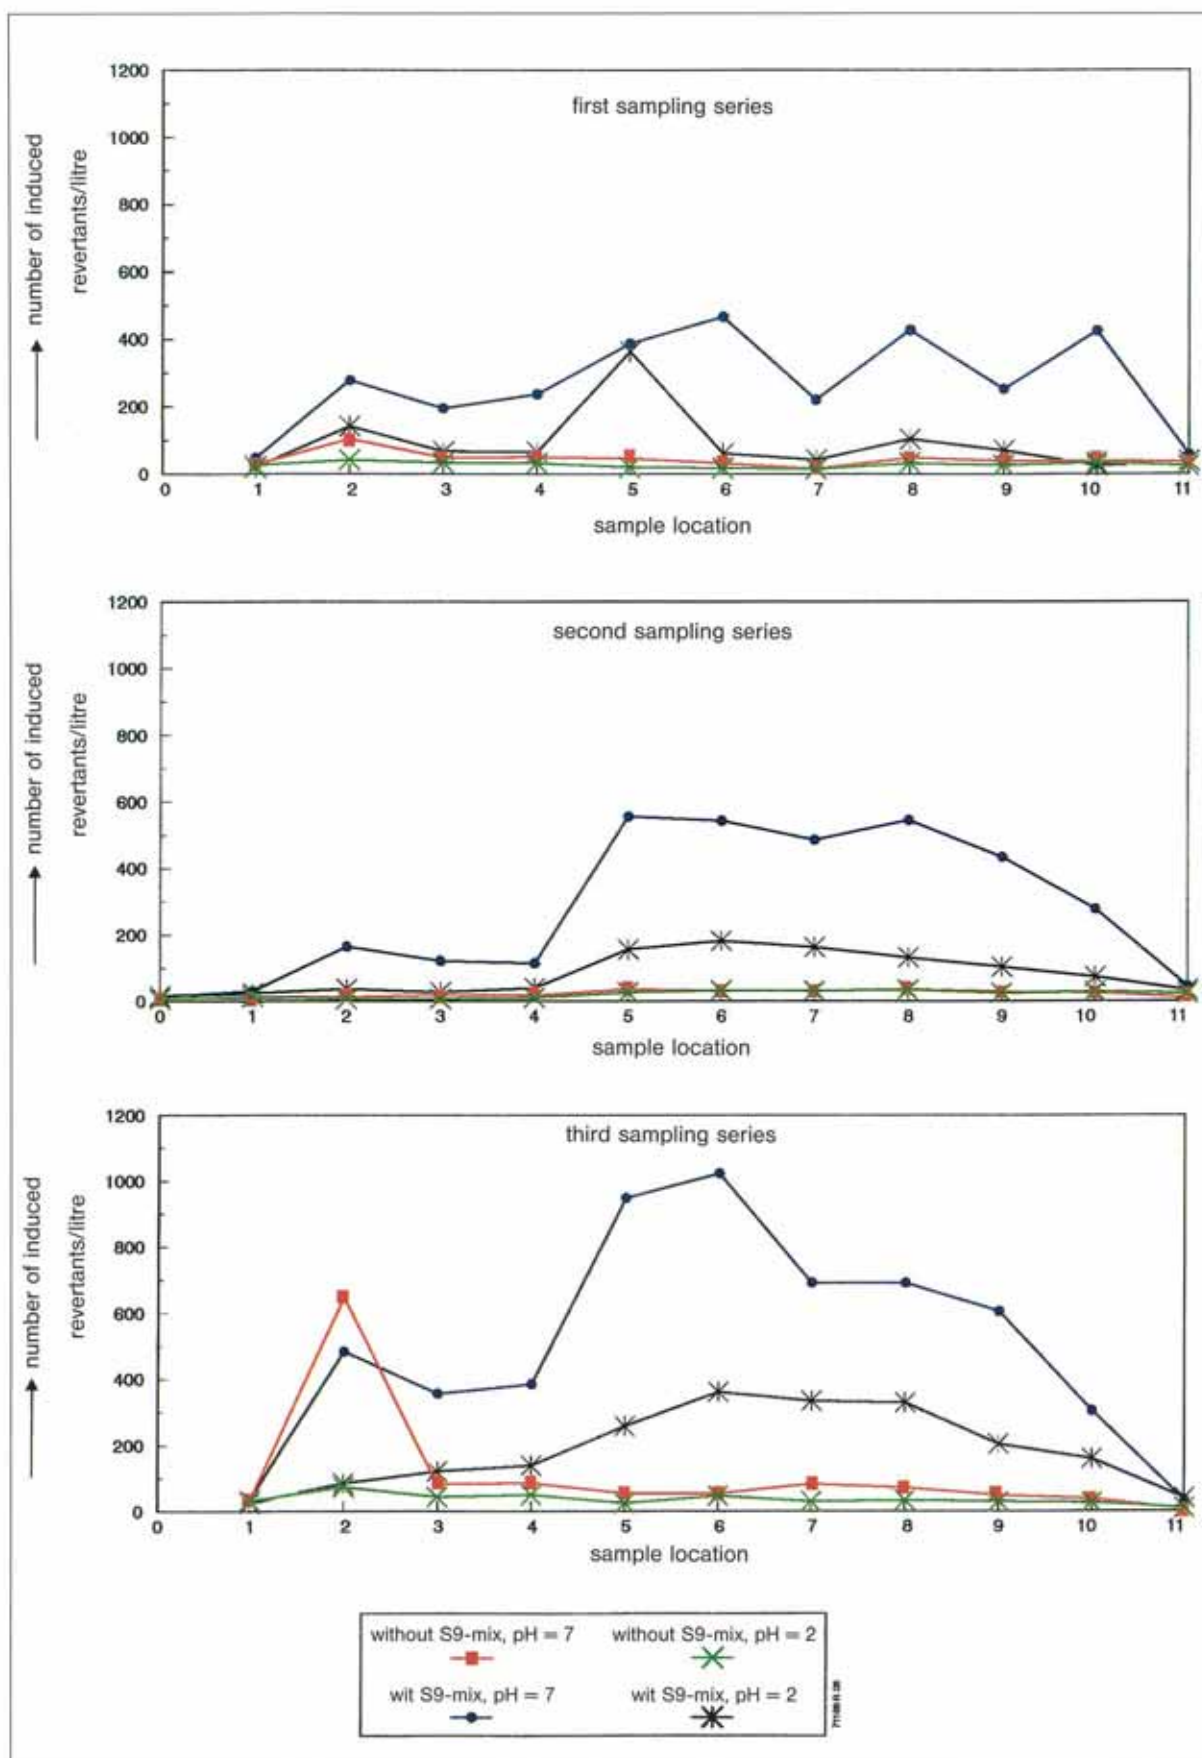 first sampling series
1200
1000
800
600
400
200
0
number of induced
revertants/litre
0 1 2 3 4 5 6 7 8 9 10 11
sample location
second sampling series
1200
1000
800
600
400
200
0
number of induced
revertants/litre
0 1 2 3 4 5 6 7 8 9 10 11
sample location
third sampling series
1200
1000
800
600
400
200
0
number of induced
revertants/litre
0 1 2 3 4 5 6 7 8 9 10 11
sample location
without S9-mix, pH = 7 without S9-mix, pH = 2
wit S9-mix, pH = 7 wit S9-mix, pH = 2